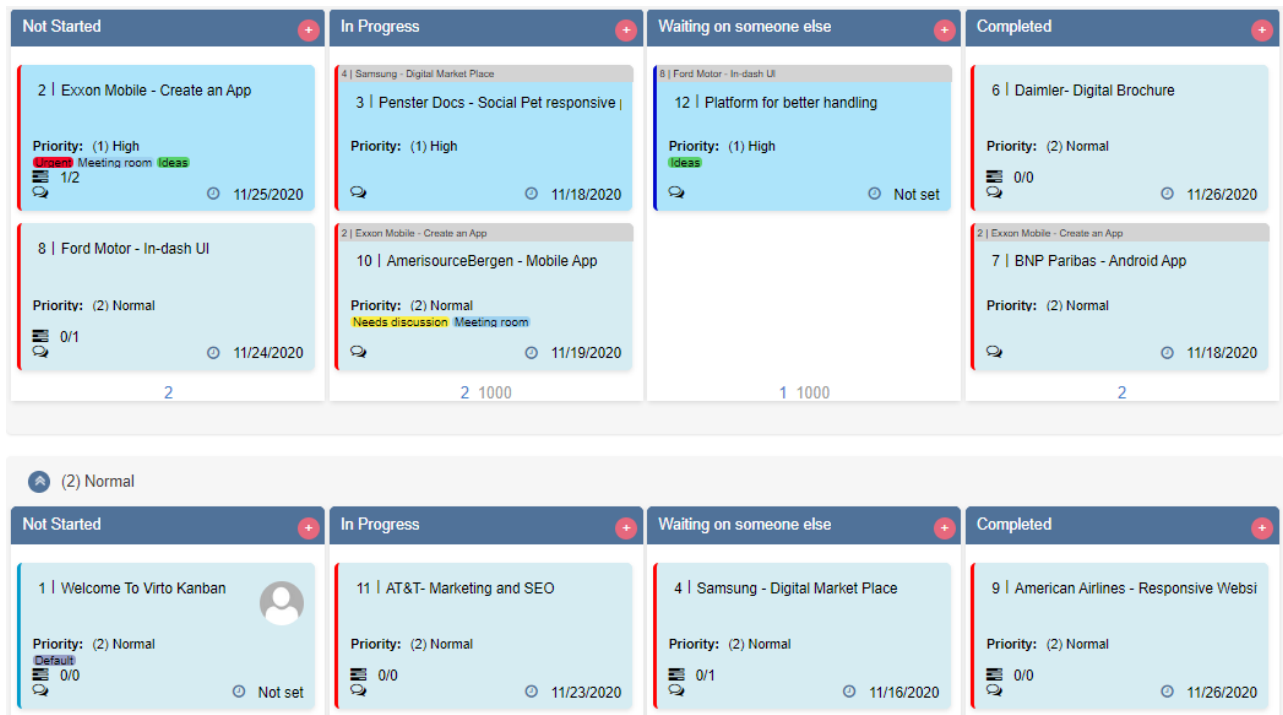 Not Started
+
In Progress
+
Waiting on someone else
+
Completed
+
2 | Exxon Mobile - Create an App
Priority: (1) High
Urgent Meeting room Ideas
1/2
11/25/2020
4 | Samsung - Digital Market Place
3 | Penster Docs - Social Pet responsive
Priority: (1) High
11/18/2020
8 | Ford Motor - In-dash UI
12 | Platform for better handling
Priority: (1) High
Ideas
Not set
6 | Daimler- Digital Brochure
Priority: (2) Normal
0/0
11/26/2020
8 | Ford Motor - In-dash UI
Priority: (2) Normal
0/1
11/24/2020
2 | Exxon Mobile - Create an App
10 | AmerisourceBergen - Mobile App
Priority: (2) Normal
Needs discussion Meeting room
11/19/2020
2 | Exxon Mobile - Create an App
7 | BNP Paribas - Android App
Priority: (2) Normal
11/18/2020
2
2 1000
1 1000
2
(2) Normal
Not Started
+
In Progress
+
Waiting on someone else
+
Completed
+
1 | Welcome To Virto Kanban
Priority: (2) Normal
Default
0/0
Not set
11 | AT&T- Marketing and SEO
Priority: (2) Normal
0/0
11/23/2020
4 | Samsung - Digital Market Place
Priority: (2) Normal
0/1
11/16/2020
9 | American Airlines - Responsive Websi
Priority: (2) Normal
0/0
11/26/2020